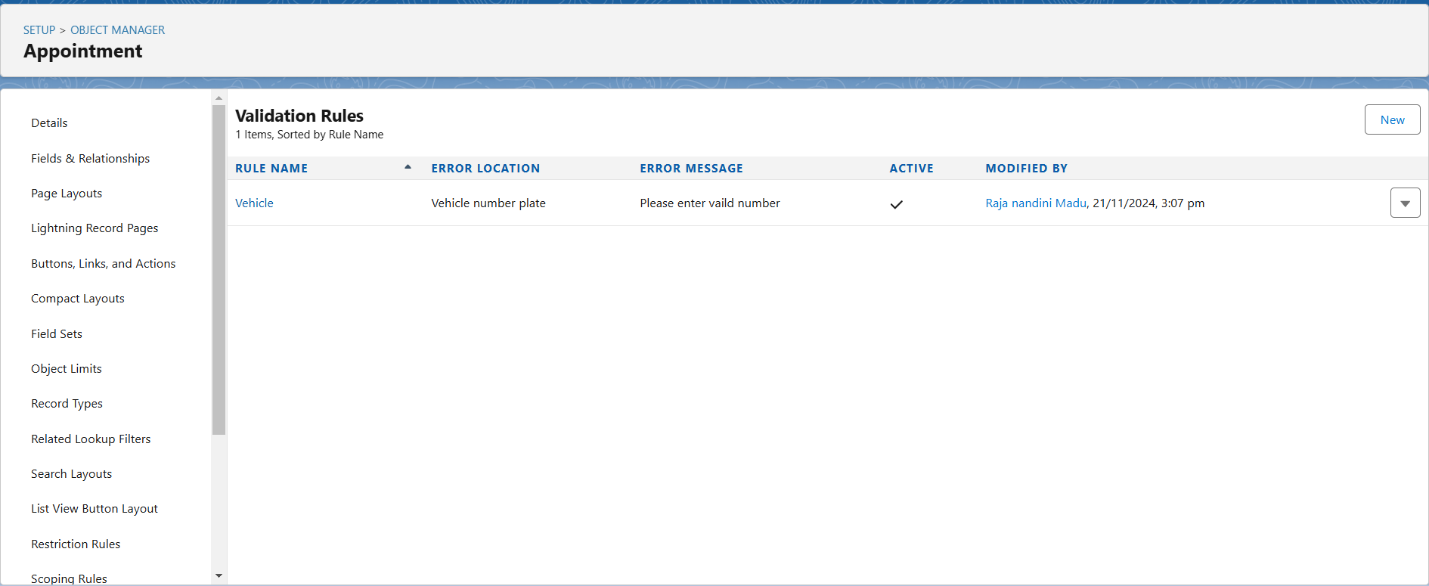 SETUP > OBJECT MANAGER
Appointment
Details
Fields & Relationships
Page Layouts
Lightning Record Pages
Buttons, Links, and Actions
Compact Layouts
Field Sets
Object Limits
Record Types
Related Lookup Filters
Search Layouts
List View Button Layout
Restriction Rules
Scoping Rules
Validation Rules
1 Items, Sorted by Rule Name
New
RULE NAME ERROR LOCATION ERROR MESSAGE ACTIVE MODIFIED BY
Vehicle Vehicle number plate Please enter vaild number Raja nandini Madu, 21/11/2024, 3:07 pm